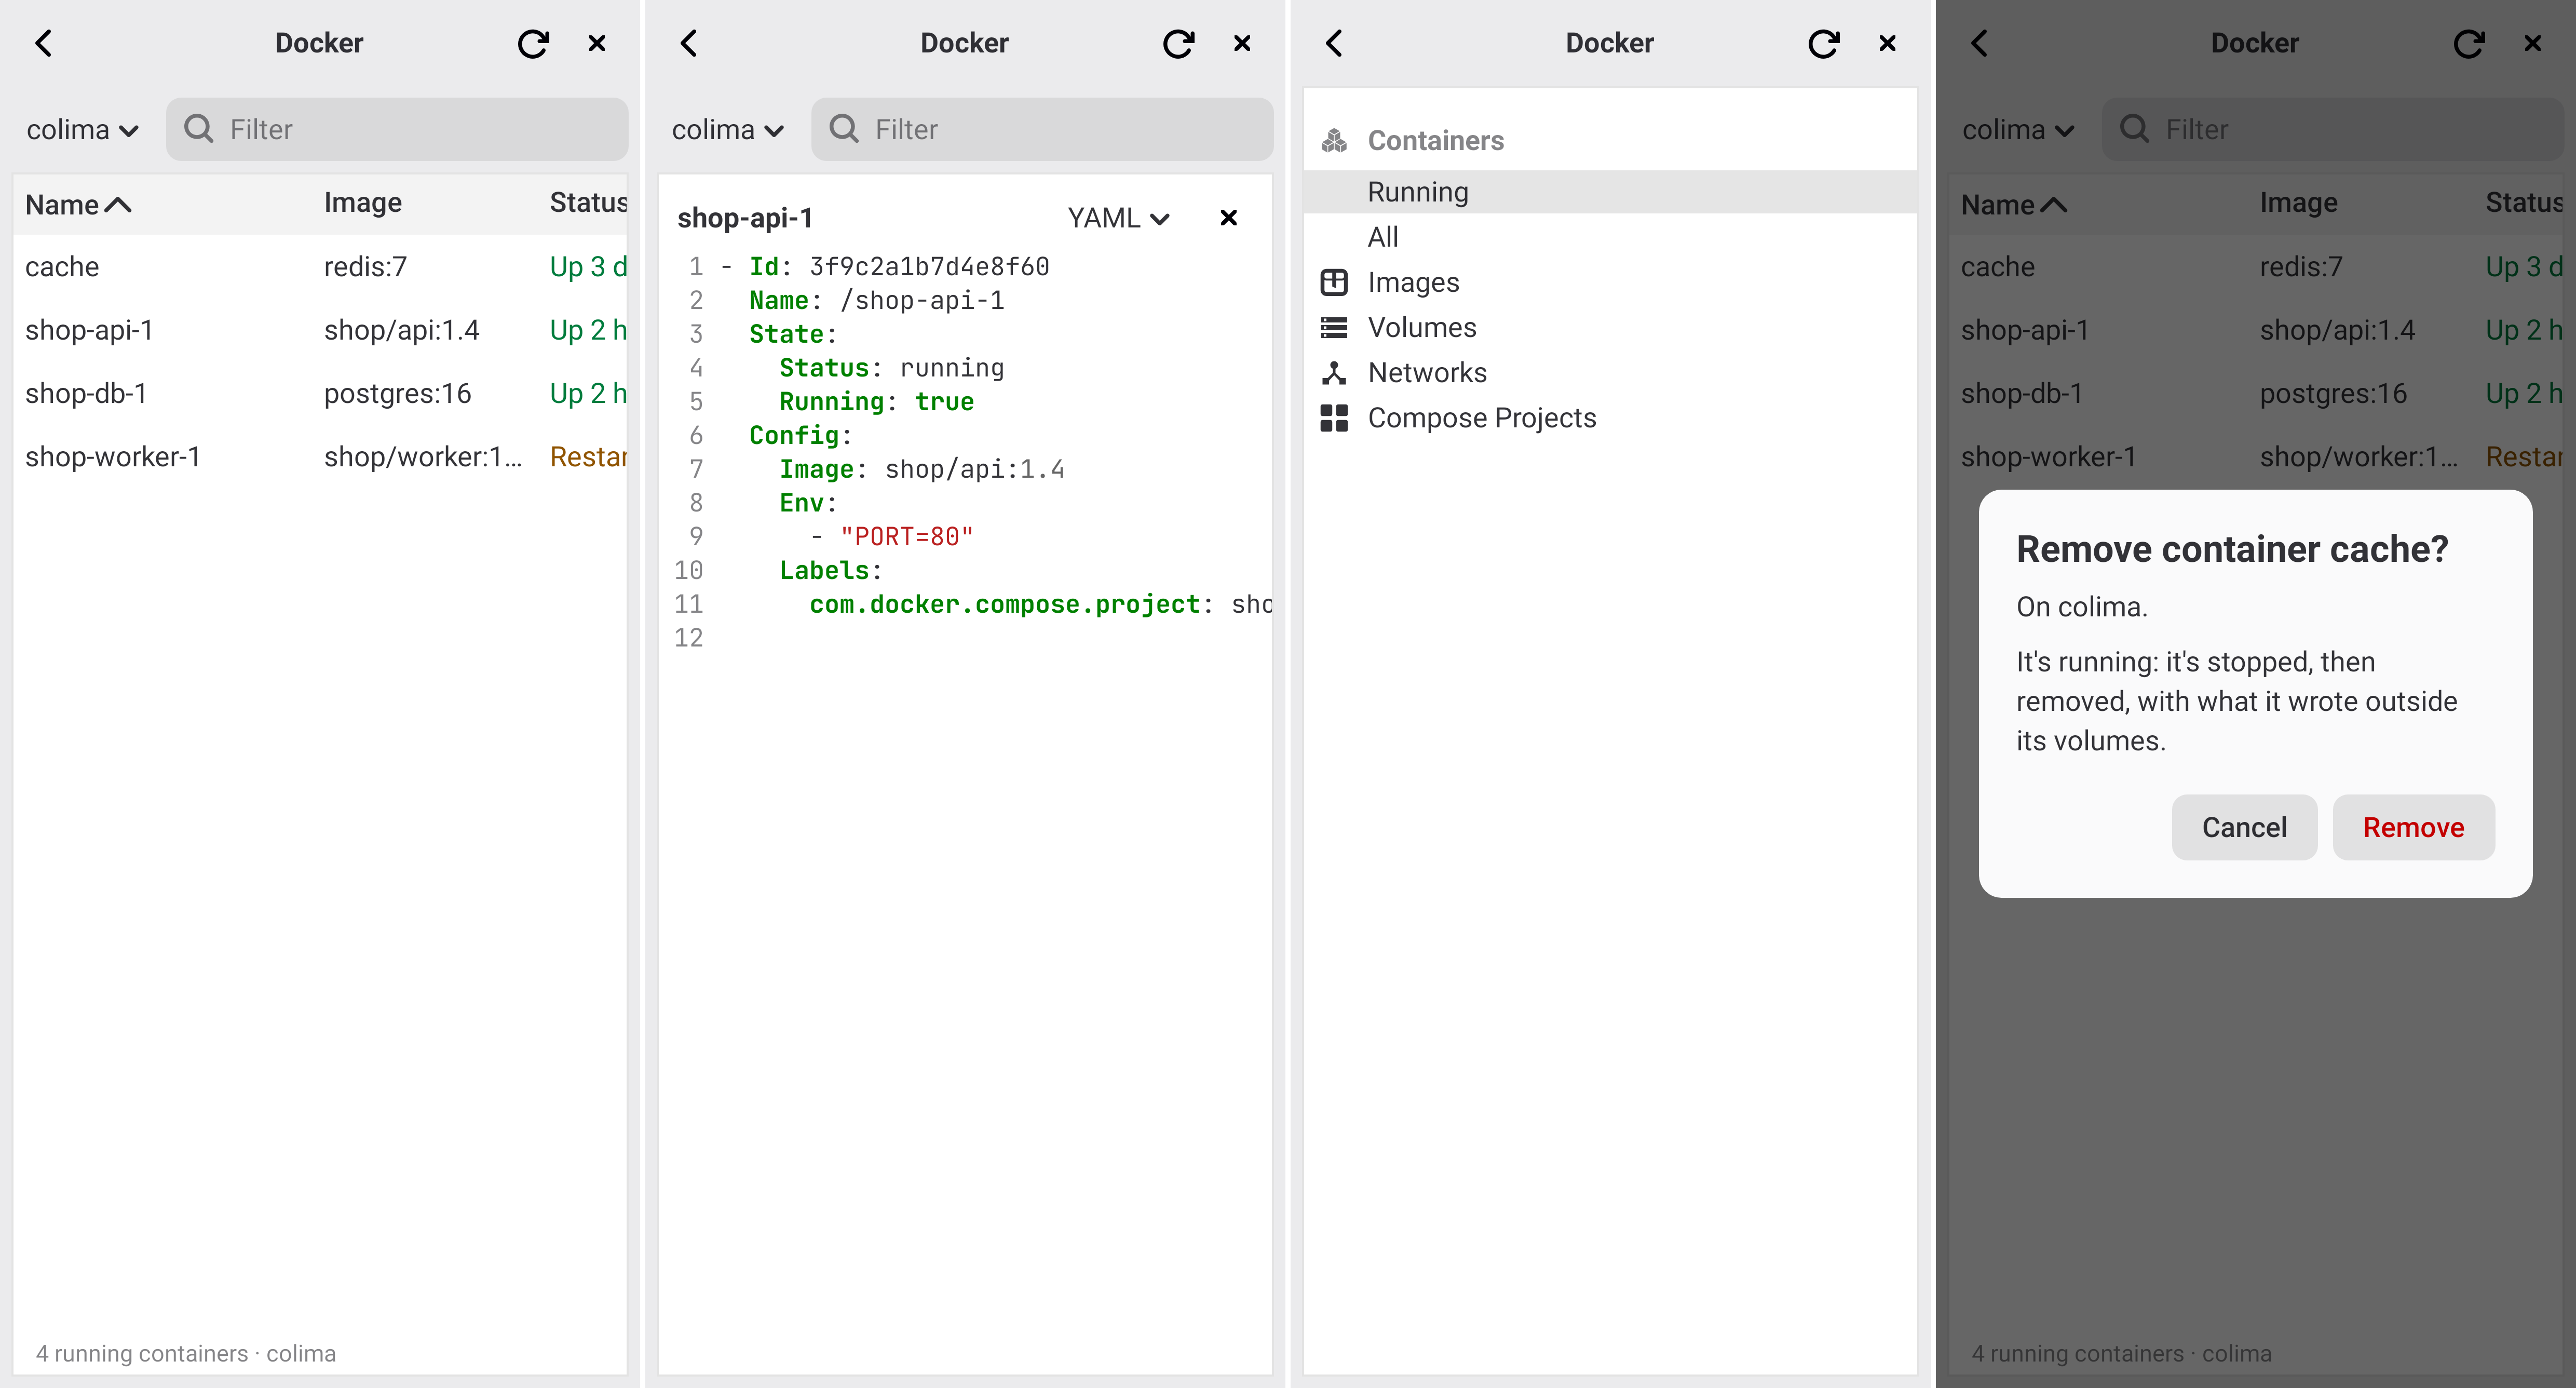 Docker
colima
Filter
Name Image Status
cache redis:7 Up 3 d
shop-api-1 shop/api:1.4 Up 2 h
shop-db-1 postgres:16 Up 2 h
shop-worker-1 shop/worker:1... Restar
4 running containers · colima
Docker
colima
Filter
shop-api-1 YAML
1 - Id: 3f9c2a1b7d4e8f60
2 Name: /shop-api-1
3 State:
4 Status: running
5 Running: true
6 Config:
7 Image: shop/api:1.4
8 Env:
9 - "PORT=80"
10 Labels:
11 com.docker.compose.project: sho
12
Docker
Containers
Running
All
Images
Volumes
Networks
Compose Projects
Docker
colima
Filter
Name Image Status
cache redis:7 Up 3 d
shop-api-1 shop/api:1.4 Up 2 h
shop-db-1 postgres:16 Up 2 h
shop-worker-1 shop/worker:1... Restar
Remove container cache?
On colima.
It's running: it's stopped, then
removed, with what it wrote outside
its volumes.
Cancel Remove
4 running containers · colima